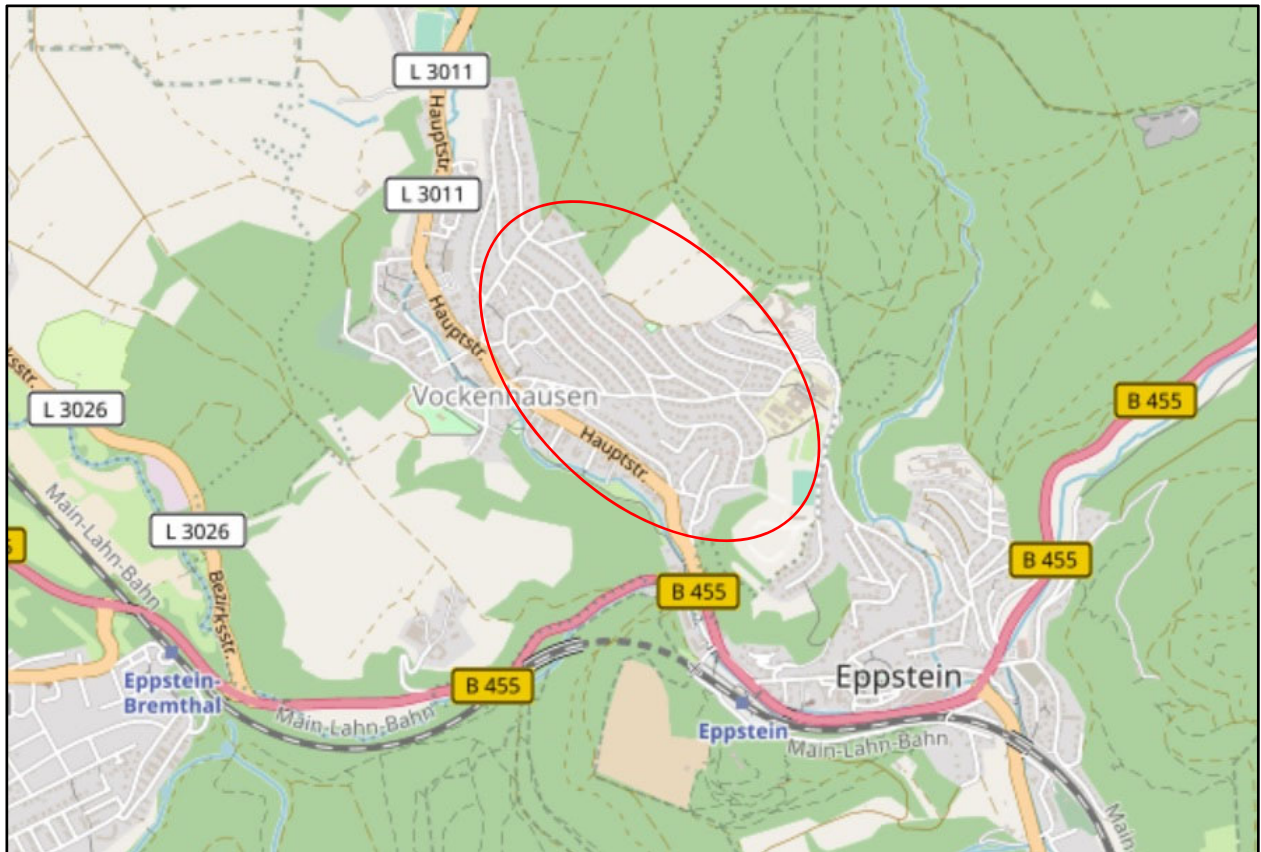 L 3011
Hauptstr.
L 3011
Hauptstr.
Vockenhausen
Hauptstr.
L 3026
B 455
Main-Lahn-Bahn
L 3026
Bezirksstr.
B 455
B 455
Eppstein-
Bremthal
B 455
Main-Lahn-Bahn
Eppstein
Eppstein
Main-Lahn-Bahn
Main